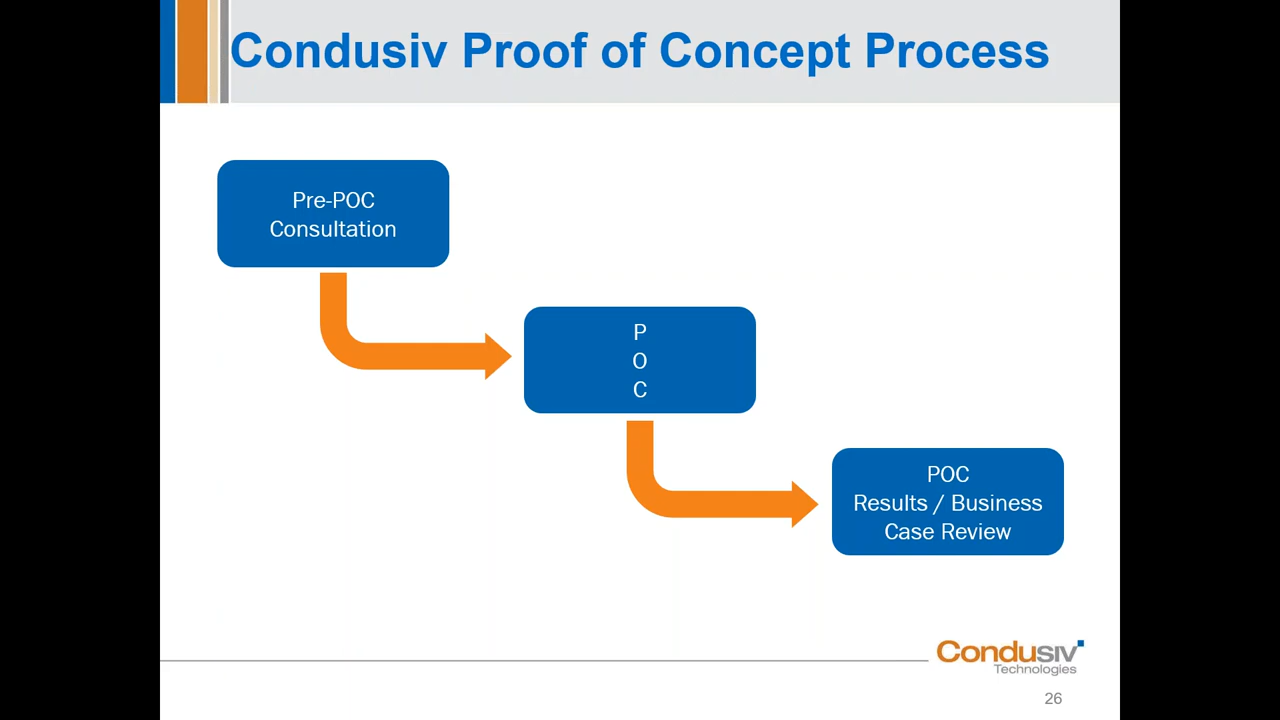 Condusiv Proof of Concept Process
Pre-POC
Consultation
P
O
C
POC
Results / Business
Case Review
Condusiv
Technologies
26